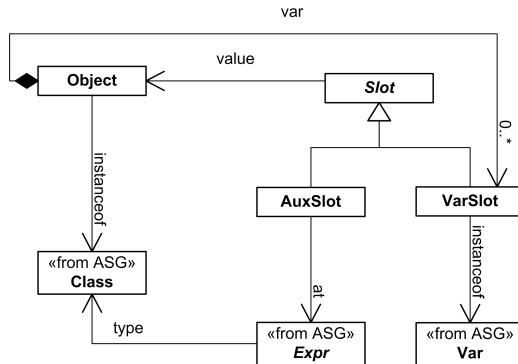 var
value
Object
Slot
instanceof
0..*
AuxSlot
VarSlot
instanceof
«from ASG»
Class
at
type
«from ASG»
Expr
«from ASG»
Var